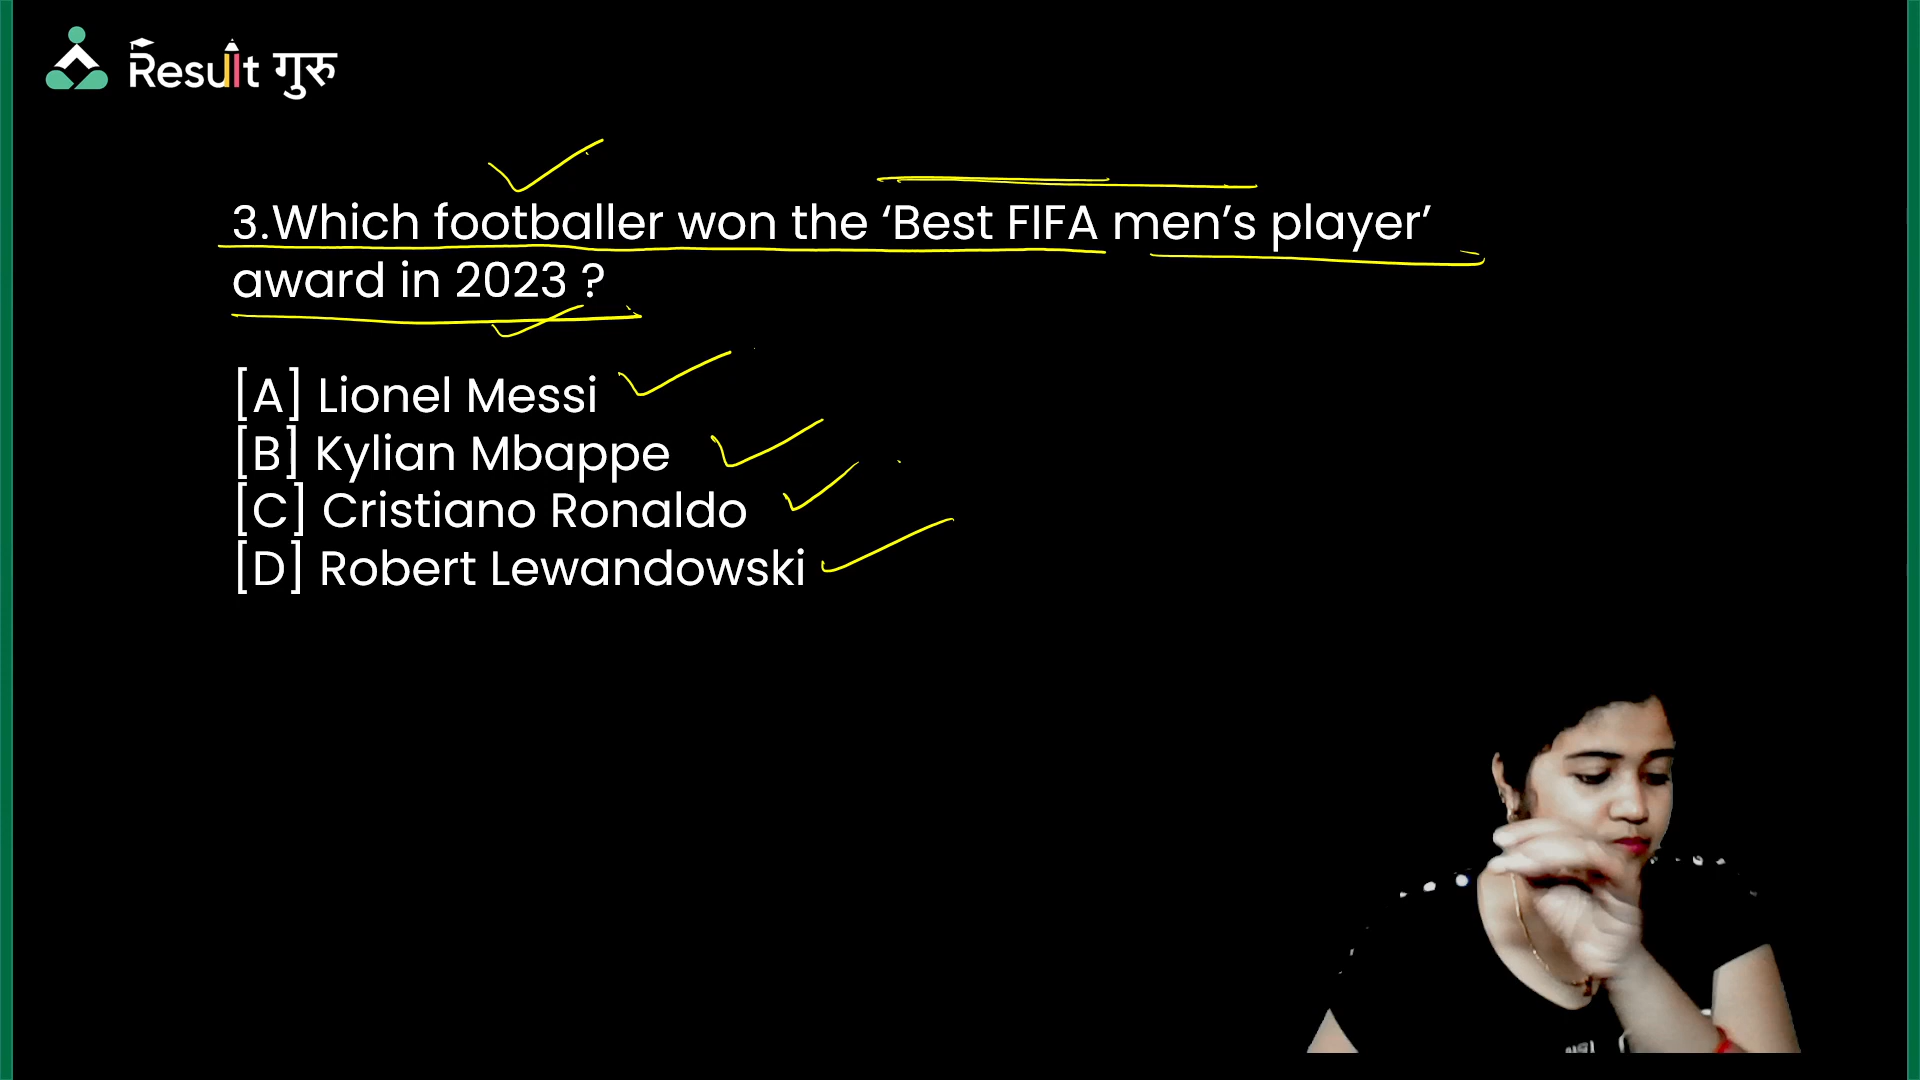 Result गुरु
3.Which footballer won the ‘Best FIFA men’s player’
award in 2023 ?
[A] Lionel Messi
[B] Kylian Mbappe
[C] Cristiano Ronaldo
[D] Robert Lewandowski